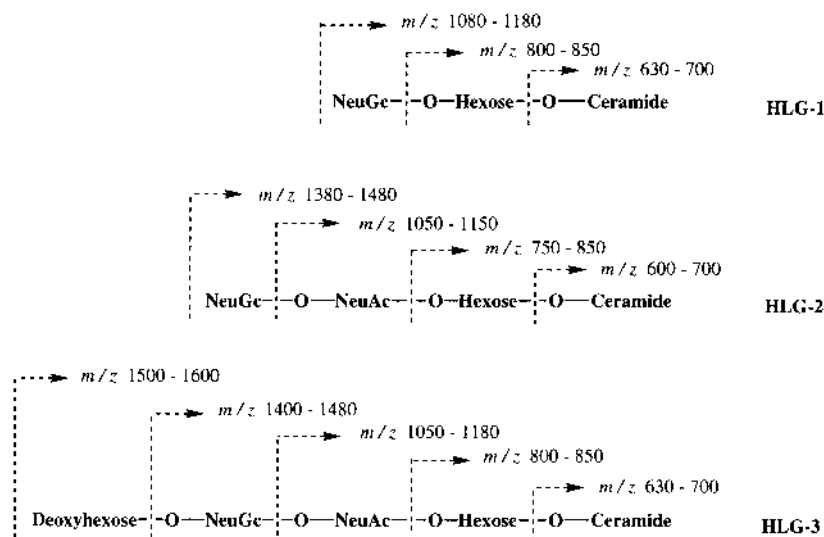 m/z 1080 - 1180
m/z 800 - 850
m/z 630 - 700
NeuGc—O—Hexose—O—Ceramide HLG-1
m/z 1380 - 1480
m/z 1050 - 1150
m/z 750 - 850
m/z 600 - 700
NeuGc—O—NeuAc—O—Hexose—O—Ceramide HLG-2
m/z 1500 - 1600
m/z 1400 - 1480
m/z 1050 - 1180
m/z 800 - 850
m/z 630 - 700
Deoxyhexose—O—NeuGc—O—NeuAc—O—Hexose—O—Ceramide HLG-3